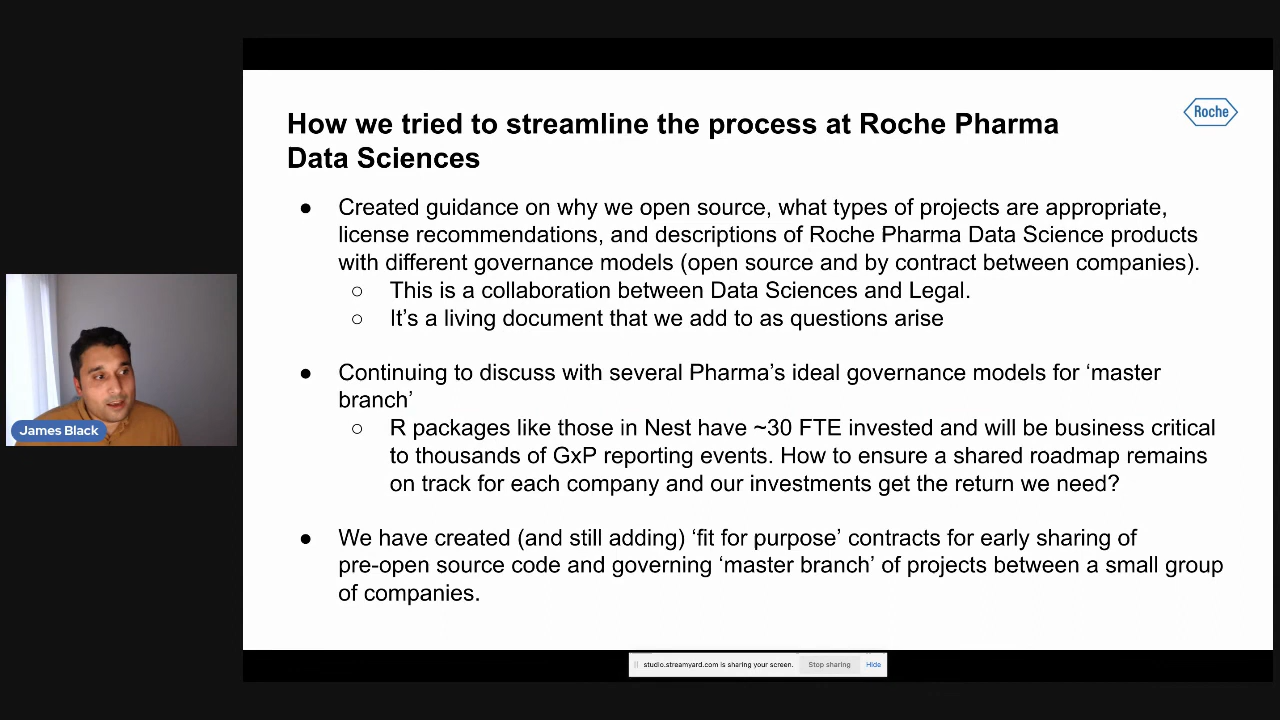 How we tried to streamline the process at Roche Pharma
Data Sciences
Roche
● Created guidance on why we open source, what types of projects are appropriate,
license recommendations, and descriptions of Roche Pharma Data Science products
with different governance models (open source and by contract between companies).
○ This is a collaboration between Data Sciences and Legal.
○ It’s a living document that we add to as questions arise
● Continuing to discuss with several Pharma’s ideal governance models for ‘master
branch’
○ R packages like those in Nest have ~30 FTE invested and will be business critical
to thousands of GxP reporting events. How to ensure a shared roadmap remains
on track for each company and our investments get the return we need?
● We have created (and still adding) ‘fit for purpose’ contracts for early sharing of
pre-open source code and governing ‘master branch’ of projects between a small group
of companies.
James Black
studio.streamyard.com is sharing your screen.
Stop sharing
Hide